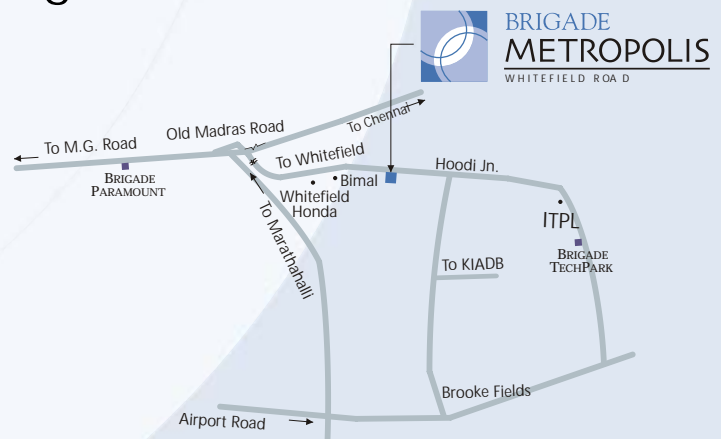 BRIGADE
METROPOLIS
WHITEFIELD ROAD
To Chennai
Old Madras Road
To M.G. Road
BRIGADE
PARAMOUNT
To Whitefield
Hoodi Jn.
Bimal
Whitefield
Honda
To Marathahalli
ITPL
BRIGADE
TECHPARK
To KIADB
Brooke Fields
Airport Road